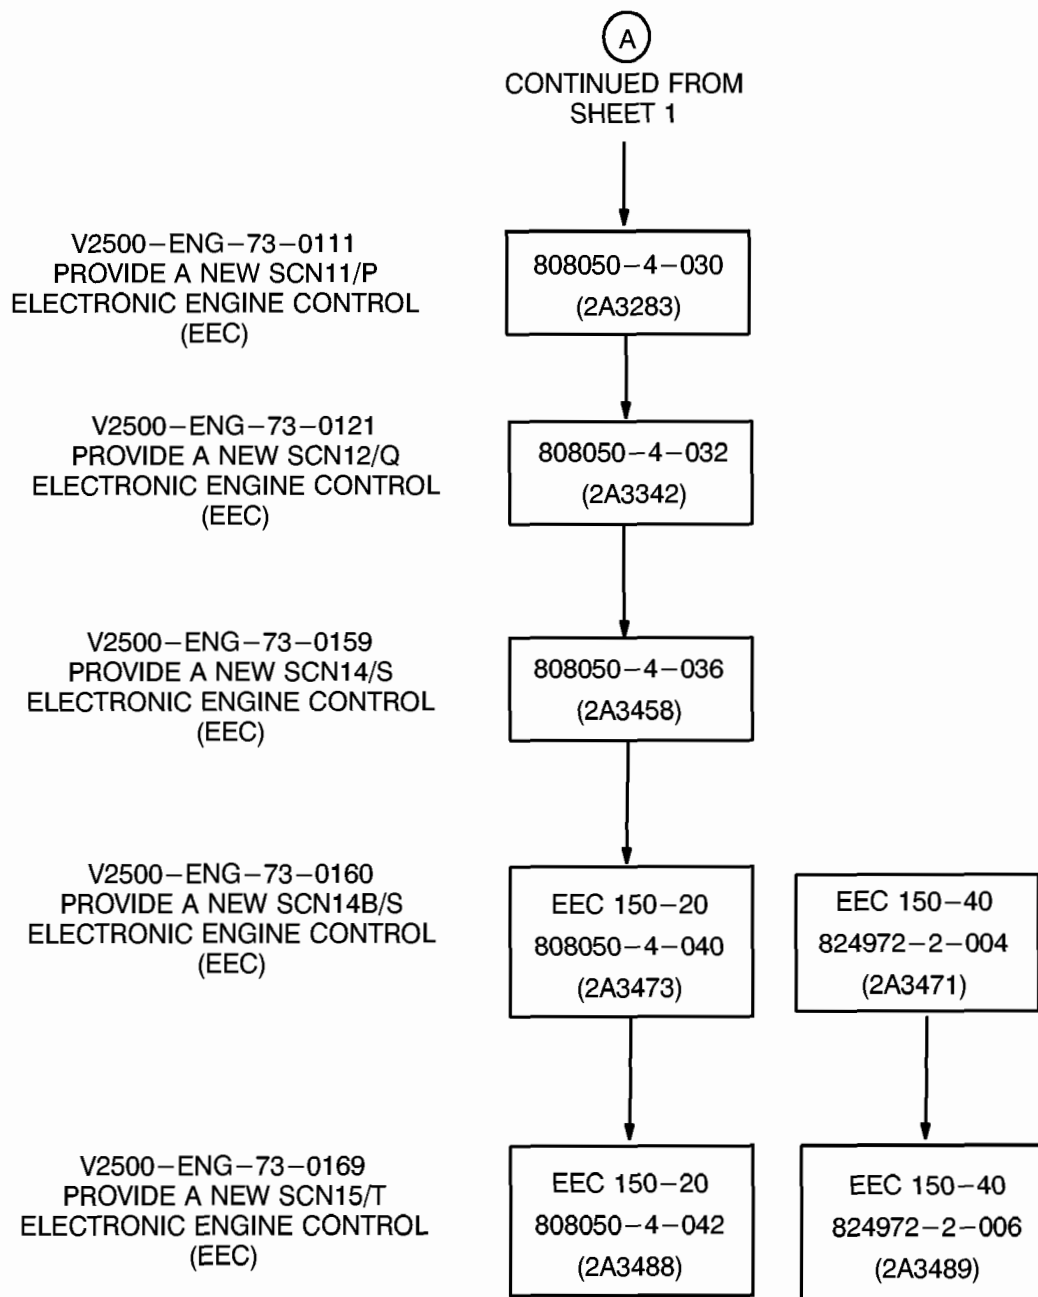 A
CONTINUED FROM
SHEET 1
V2500-ENG-73-0111
PROVIDE A NEW SCN11/P
ELECTRONIC ENGINE CONTROL
(EEC)
808050-4-030
(2A3283)
V2500-ENG-73-0121
PROVIDE A NEW SCN12/Q
ELECTRONIC ENGINE CONTROL
(EEC)
808050-4-032
(2A3342)
V2500-ENG-73-0159
PROVIDE A NEW SCN14/S
ELECTRONIC ENGINE CONTROL
(EEC)
808050-4-036
(2A3458)
V2500-ENG-73-0160
PROVIDE A NEW SCN14B/S
ELECTRONIC ENGINE CONTROL
(EEC)
EEC 150-20
808050-4-040
(2A3473)
EEC 150-40
824972-2-004
(2A3471)
V2500-ENG-73-0169
PROVIDE A NEW SCN15/T
ELECTRONIC ENGINE CONTROL
(EEC)
EEC 150-20
808050-4-042
(2A3488)
EEC 150-40
824972-2-006
(2A3489)